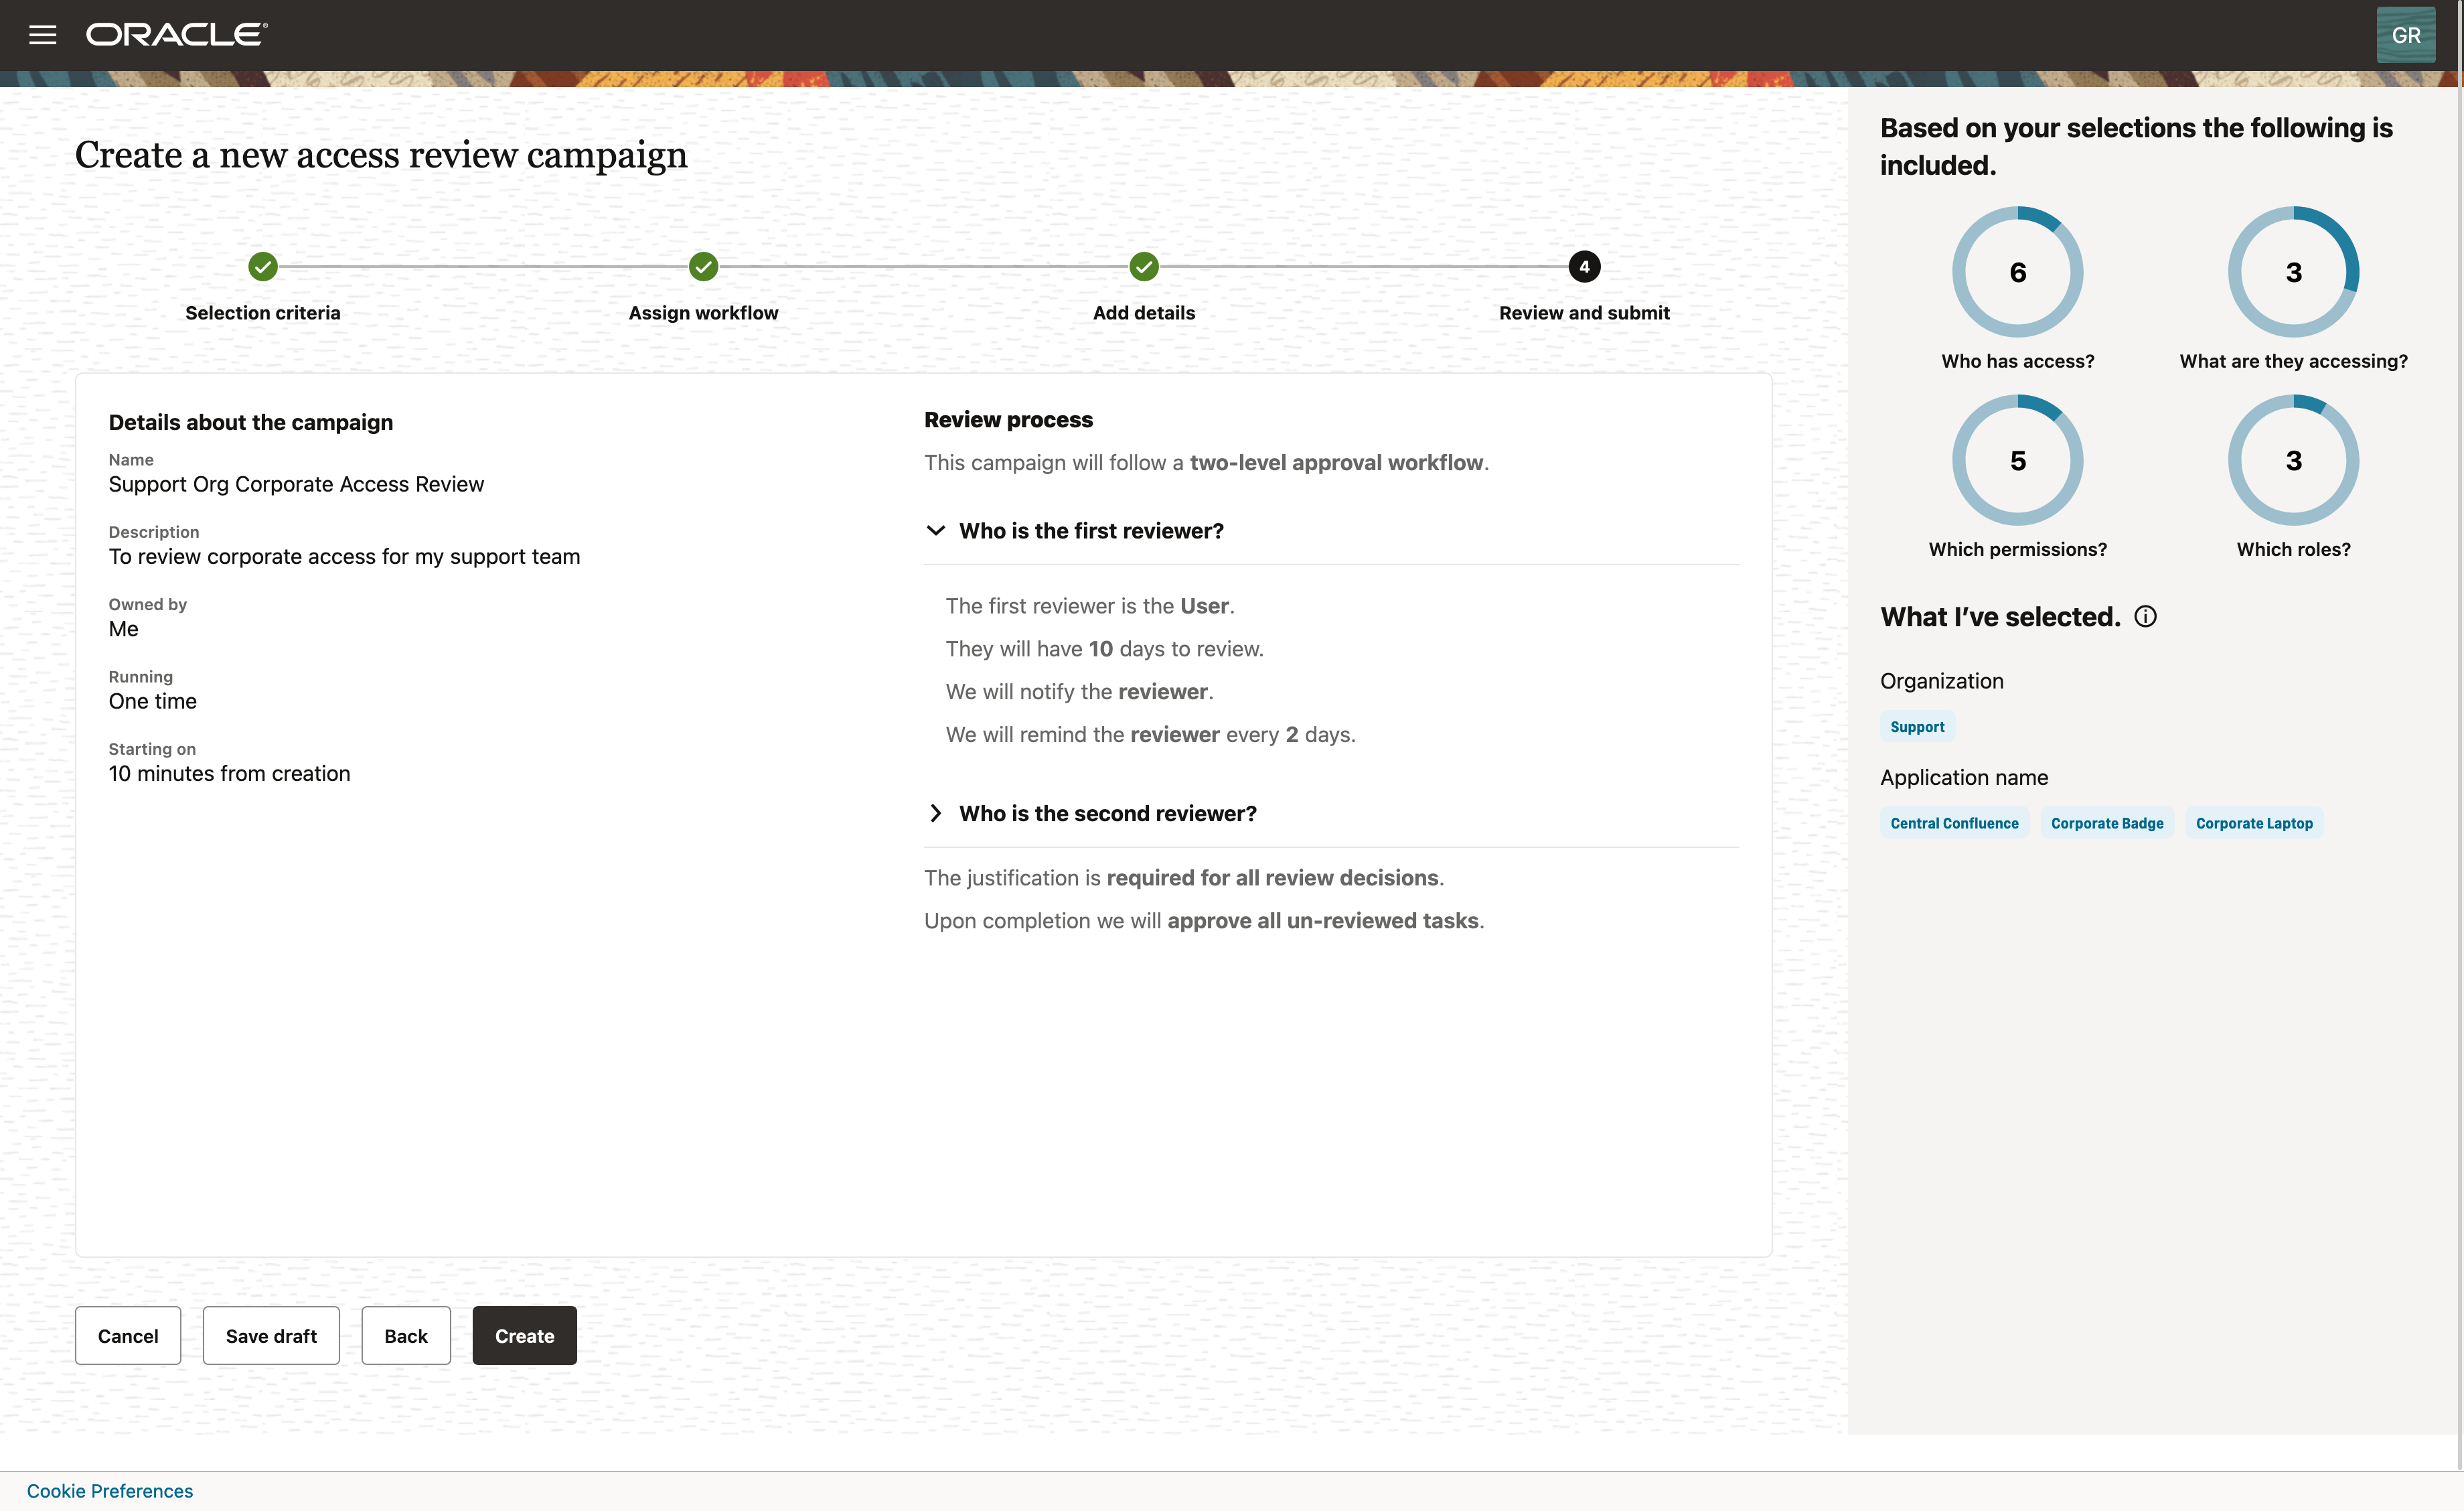 ORACLE
GR
Create a new access review campaign
Selection criteria
Assign workflow
Add details
4
Review and submit
Details about the campaign
Name
Support Org Corporate Access Review
Description
To review corporate access for my support team
Owned by
Me
Running
One time
Starting on
10 minutes from creation
Review process
This campaign will follow a two-level approval workflow.
Who is the first reviewer?
The first reviewer is the User.
They will have 10 days to review.
We will notify the reviewer.
We will remind the reviewer every 2 days.
Who is the second reviewer?
The justification is required for all review decisions.
Upon completion we will approve all un-reviewed tasks.
Cancel
Save draft
Back
Create
Based on your selections the following is
included.
6
Who has access?
3
What are they accessing?
5
Which permissions?
3
Which roles?
What I’ve selected.
Organization
Support
Application name
Central Confluence
Corporate Badge
Corporate Laptop
Cookie Preferences